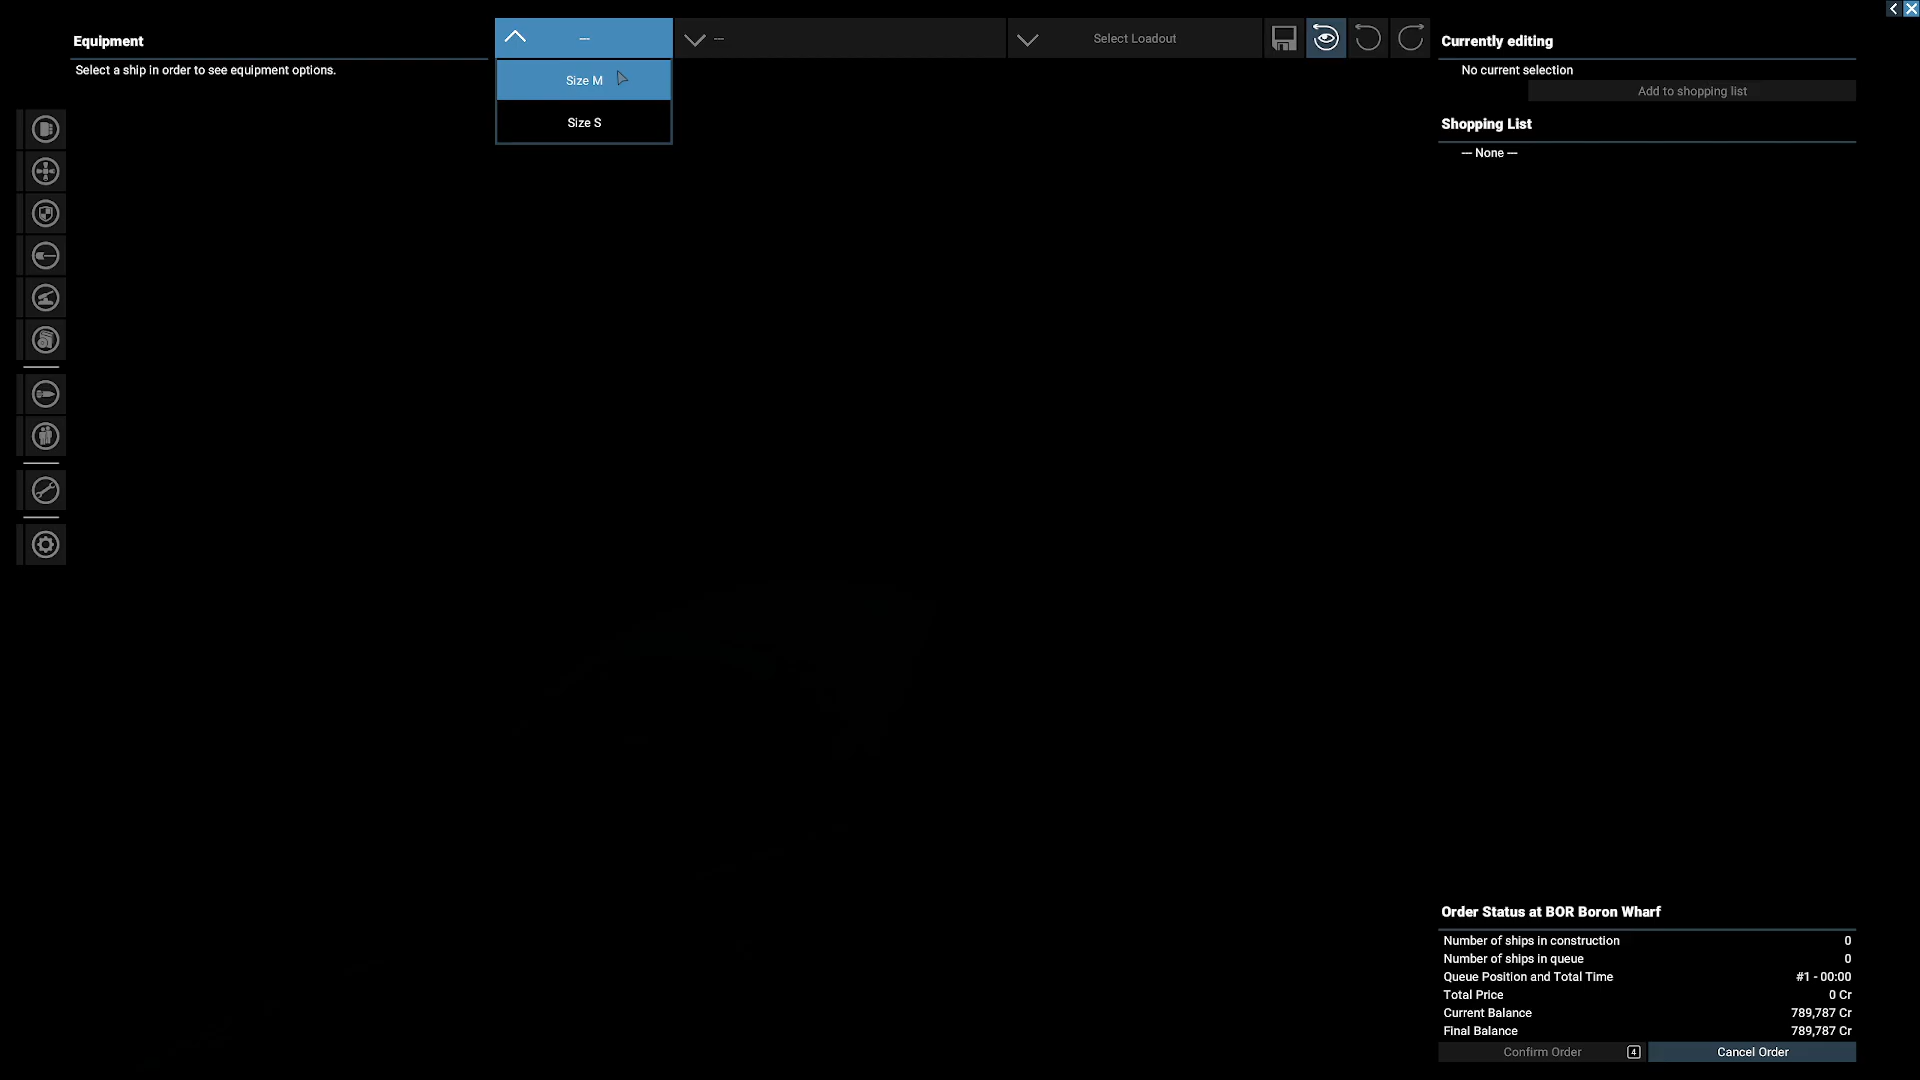 Equipment
Select a ship in order to see equipment options.
—
Size M
Size S
—
Select Loadout
Currently editing
No current selection
Add to shopping list
Shopping List
— None —
Order Status at BOR Boron Wharf
Number of ships in construction 0
Number of ships in queue 0
Queue Position and Total Time #1 - 00:00
Total Price 0 Cr
Current Balance 789,787 Cr
Final Balance 789,787 Cr
Confirm Order 4
Cancel Order